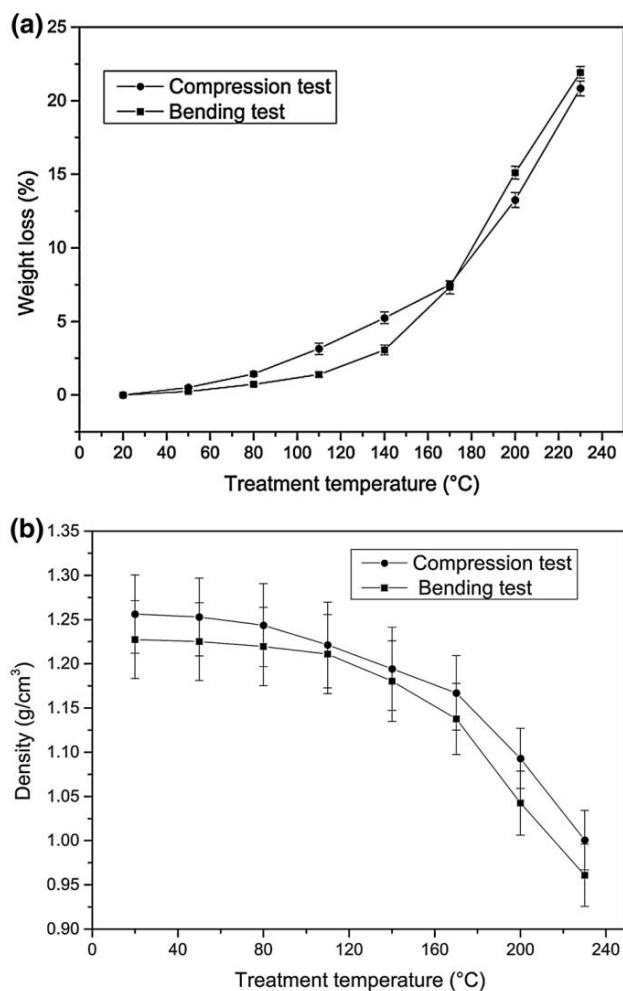 (a)
25
20
15
10
5
0
Weight loss (%)
Compression test
Bending test
20 40 60 80 100 120 140 160 180 200 220 240
Treatment temperature (°C)
(b)
1.35
1.30
1.25
1.20
1.15
1.10
1.05
1.00
0.95
0.90
Density (g/cm³)
Compression test
Bending test
0 40 80 120 160 200 240
Treatment temperature (°C)